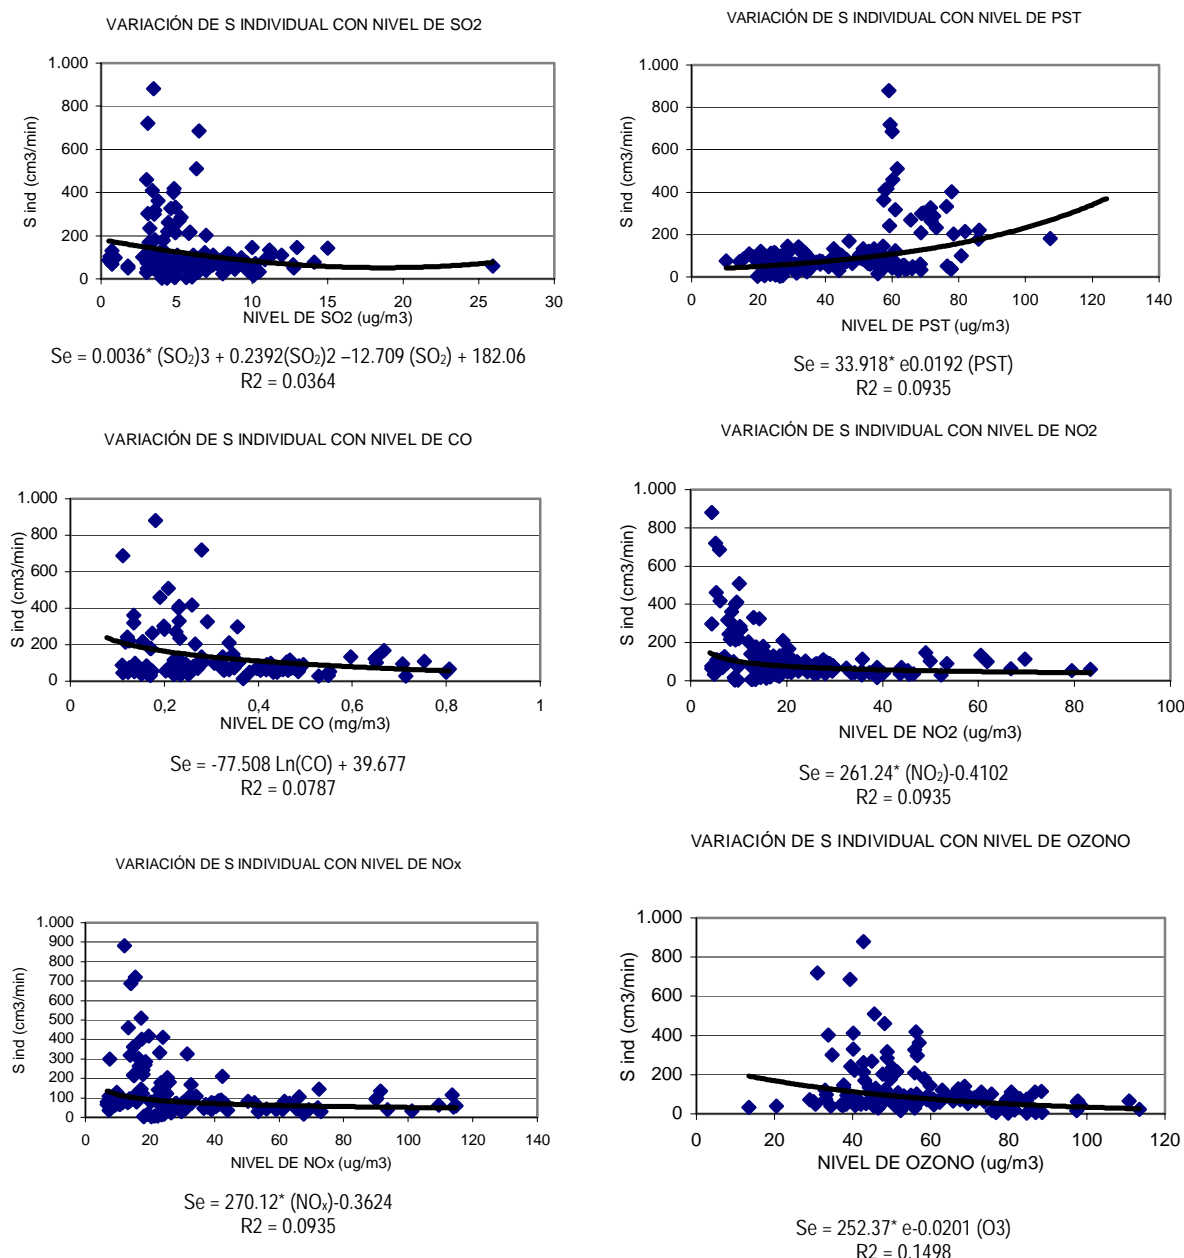 VARIACIÓN DE S INDIVIDUAL CON NIVEL DE SO2
S ind (cm3/min)
1.000
800
600
400
200
0
0 5 10 15 20 25 30
NIVEL DE SO2 (ug/m3)
Se = 0.0036* (SO₂)3 + 0.2392(SO₂)2 –12.709 (SO₂) + 182.06
R2 = 0.0364
VARIACIÓN DE S INDIVIDUAL CON NIVEL DE PST
S ind (cm3/min)
1.000
800
600
400
200
0
0 20 40 60 80 100 120 140
NIVEL DE PST (ug/m3)
Se = 33.918* e0.0192 (PST)
R2 = 0.0935
VARIACIÓN DE S INDIVIDUAL CON NIVEL DE CO
S ind (cm3/min)
1.000
800
600
400
200
0
0 0,2 0,4 0,6 0,8 1
NIVEL DE CO (mg/m3)
Se = -77.508 Ln(CO) + 39.677
R2 = 0.0787
VARIACIÓN DE S INDIVIDUAL CON NIVEL DE NO2
S ind (cm3/min)
1.000
800
600
400
200
0
0 20 40 60 80 100
NIVEL DE NO2 (ug/m3)
Se = 261.24* (NO₂)-0.4102
R2 = 0.0935
VARIACIÓN DE S INDIVIDUAL CON NIVEL DE NOx
S ind (cm3/min)
1.000
900
800
700
600
500
400
300
200
100
0
0 20 40 60 80 100 120 140
NIVEL DE NOx (ug/m3)
Se = 270.12* (NOₓ)-0.3624
R2 = 0.0935
VARIACIÓN DE S INDIVIDUAL CON NIVEL DE OZONO
S ind (cm3/min)
1.000
800
600
400
200
0
0 20 40 60 80 100 120
NIVEL DE OZONO (ug/m3)
Se = 252.37* e-0.0201 (O3)
R2 = 0.1498